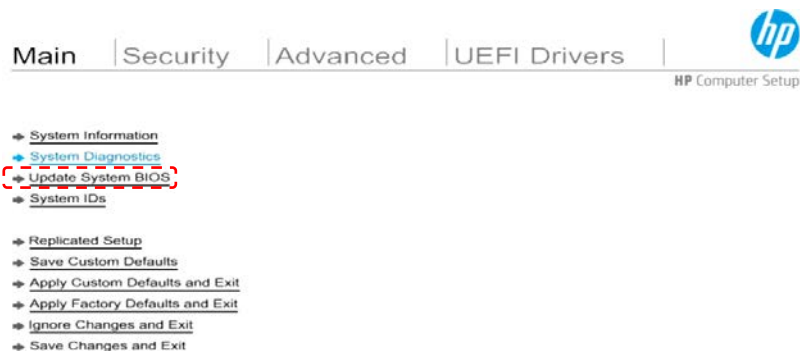 hp
Main Security Advanced UEFI Drivers
HP Computer Setup
System Information
System Diagnostics
Update System BIOS
System IDs
Replicated Setup
Save Custom Defaults
Apply Custom Defaults and Exit
Apply Factory Defaults and Exit
Ignore Changes and Exit
Save Changes and Exit